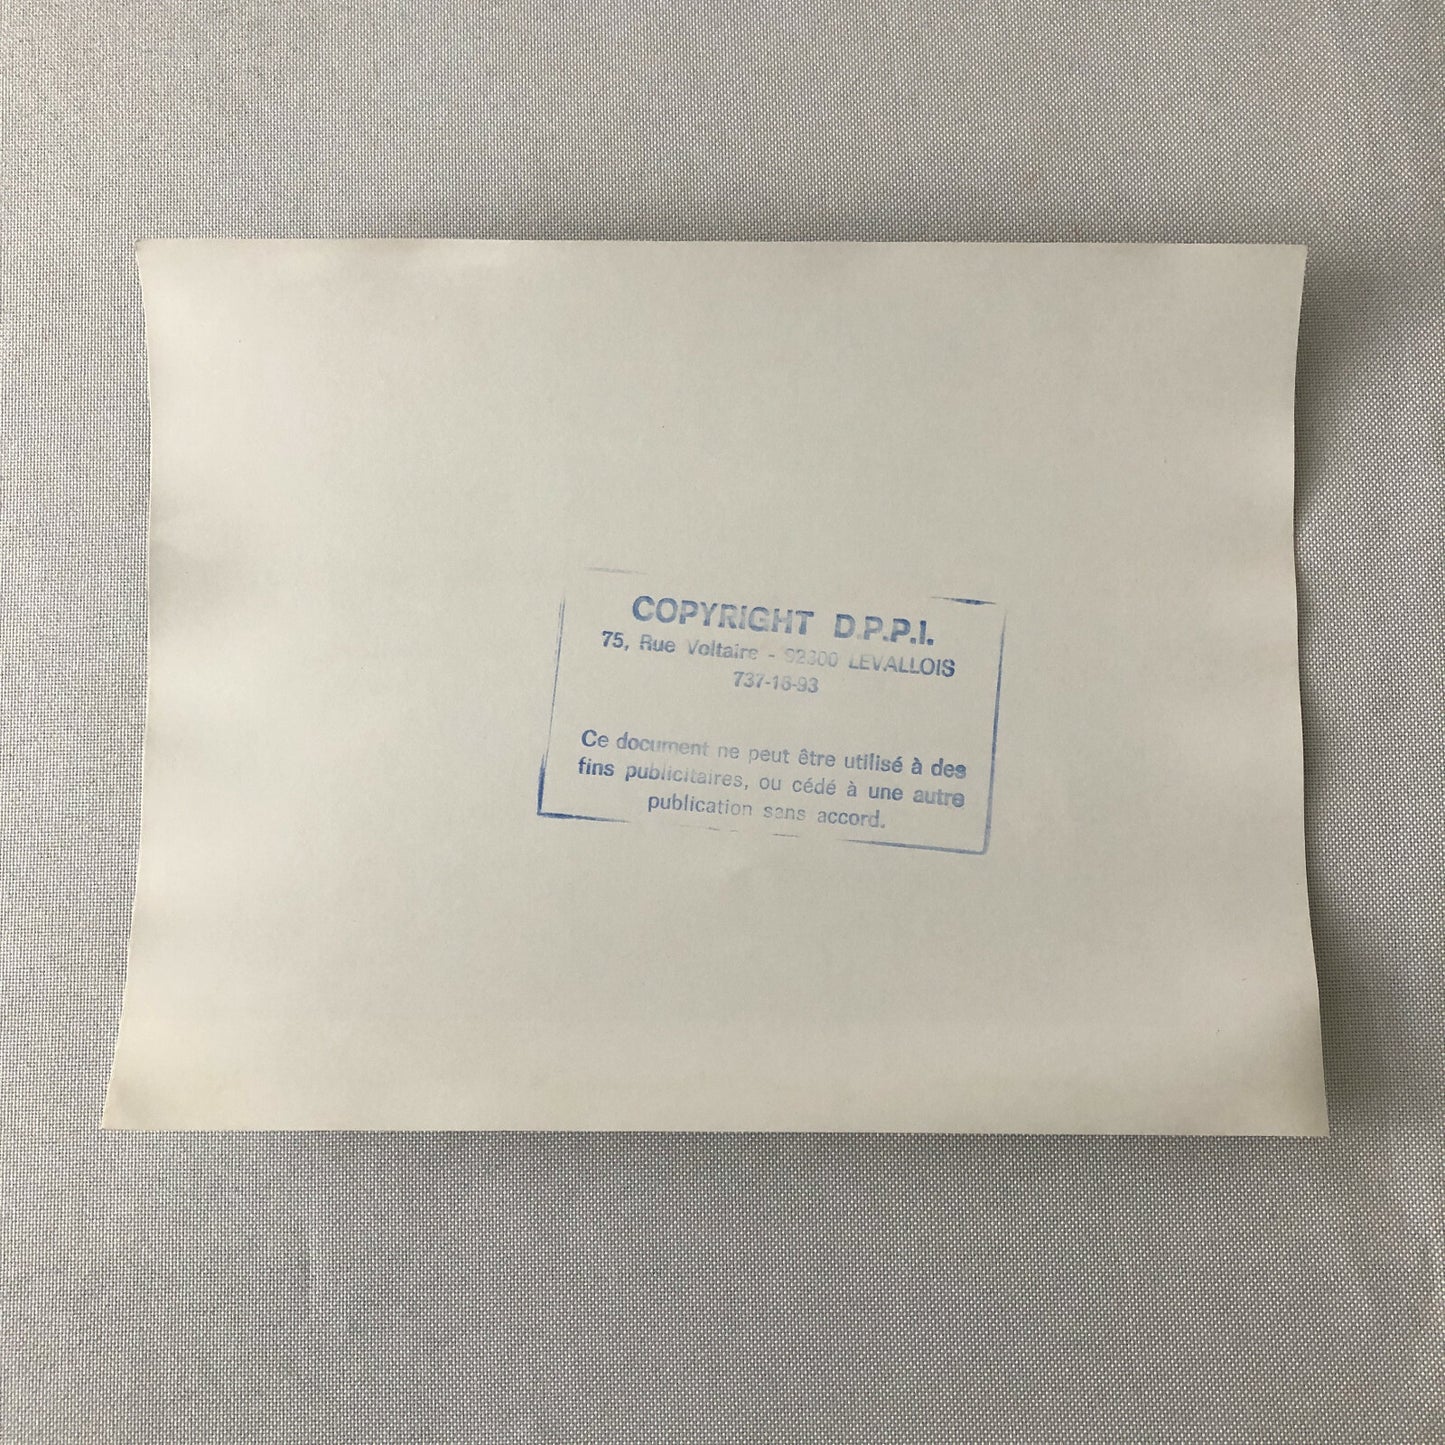 COPYRIGHT D.P.P.I.
75, Rue Voltaire - 92300 LEVALLOIS
737-16-93
Ce document ne peut être utilisé à des
fins publicitaires, ou cédé à une autre
publication sans accord.